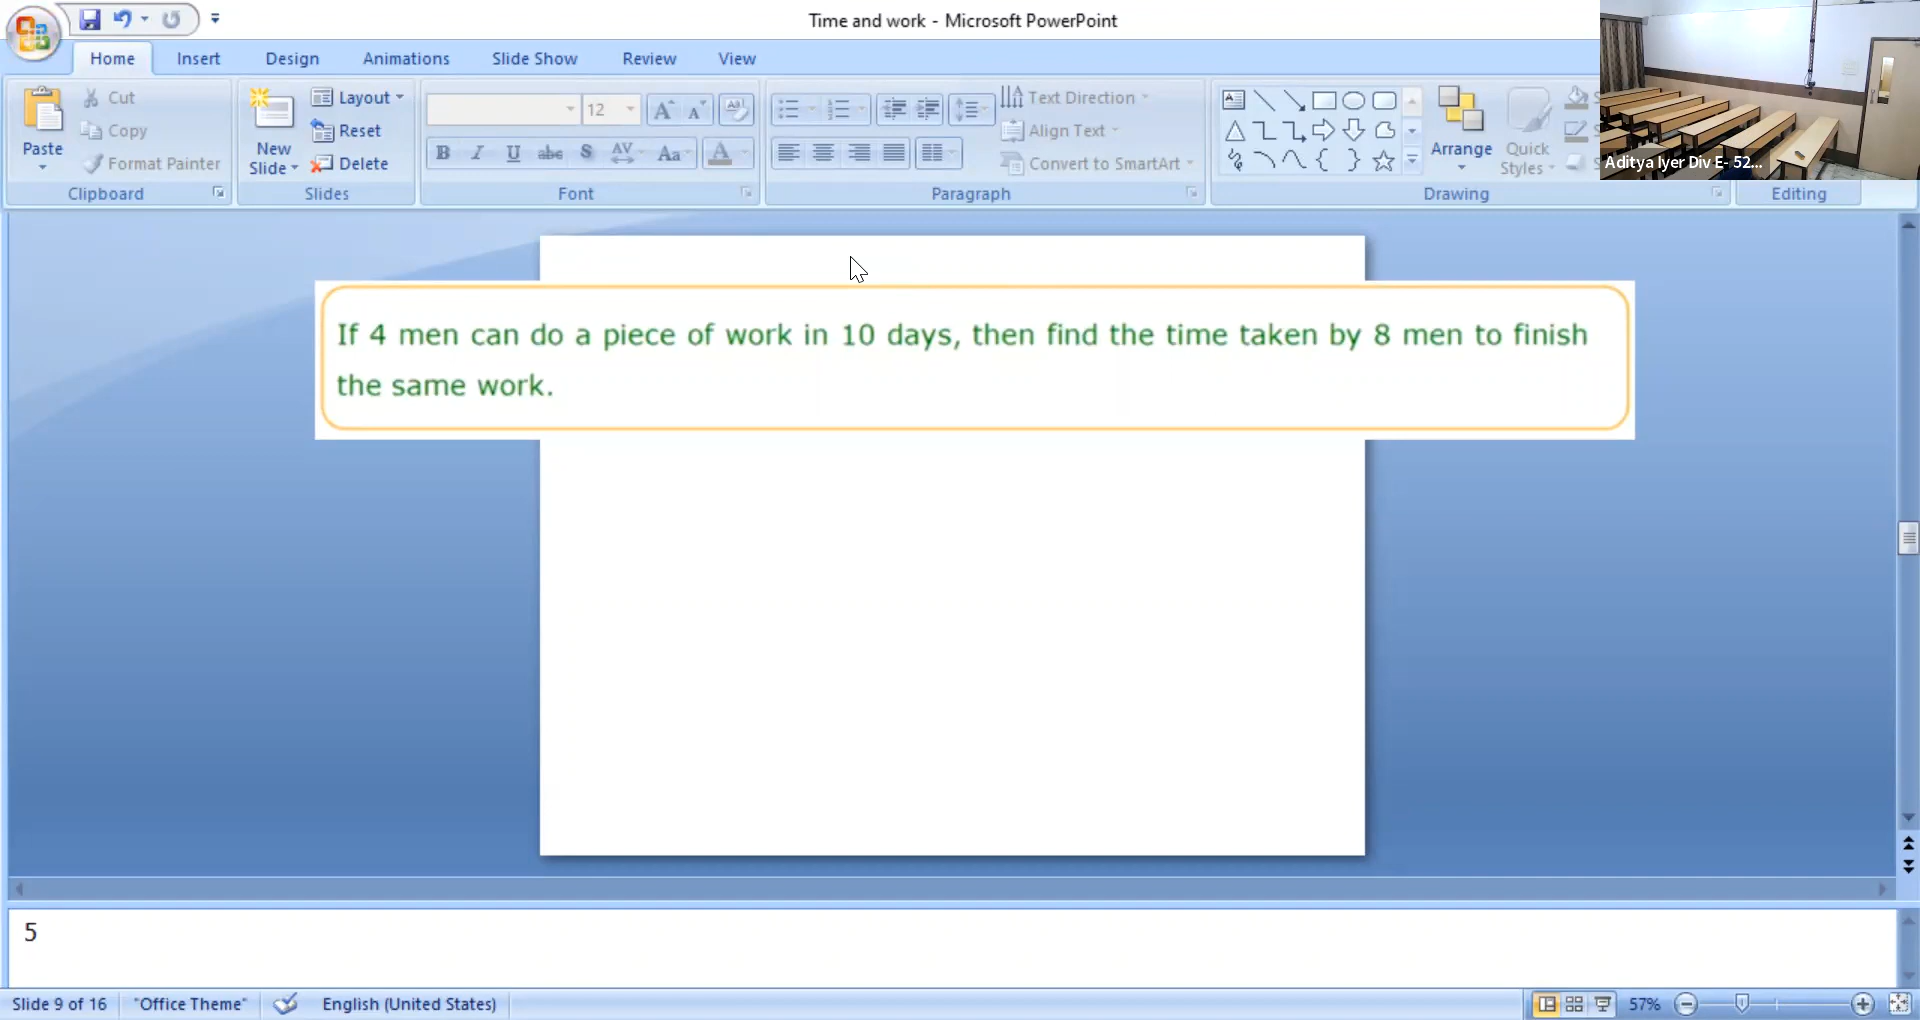 Time and work - Microsoft PowerPoint
Home Insert Design Animations Slide Show Review View
Paste
Cut
Copy
Format Painter
Clipboard
New
Slide
Layout
Reset
Delete
Slides
12
B I U abc S AV Aa A
Font
Text Direction
Align Text
Convert to SmartArt
Paragraph
Arrange
Quick
Styles
Drawing
Editing
Aditya Iyer Div E- 52...
If 4 men can do a piece of work in 10 days, then find the time taken by 8 men to finish
the same work.
5
Slide 9 of 16 "Office Theme" English (United States) 57%